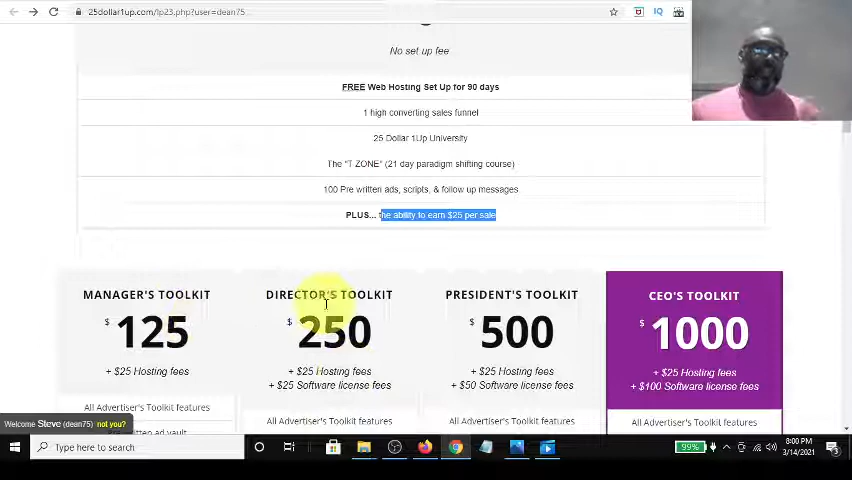 25dollar1up.com/lp23.php?user=dean75
No set up fee
FREE Web Hosting Set Up for 90 days
1 high converting sales funnel
25 Dollar 1Up University
The "T ZONE" (21 day paradigm shifting course)
100 Pre written ads, scripts, & follow up messages
PLUS... the ability to earn $25 per sale
MANAGER'S TOOLKIT
$ 125
+ $25 Hosting fees
All Advertiser's Toolkit features
DIRECTOR'S TOOLKIT
$ 250
+ $25 Hosting fees
+ $25 Software license fees
All Advertiser's Toolkit features
PRESIDENT'S TOOLKIT
$ 500
+ $25 Hosting fees
+ $50 Software license fees
All Advertiser's Toolkit features
CEO'S TOOLKIT
$ 1000
+ $25 Hosting fees
+ $100 Software license fees
All Advertiser's Toolkit features
Welcome Steve (dean75) not you?
written ad vault
Type here to search
99%
8:00 PM
3/14/2021